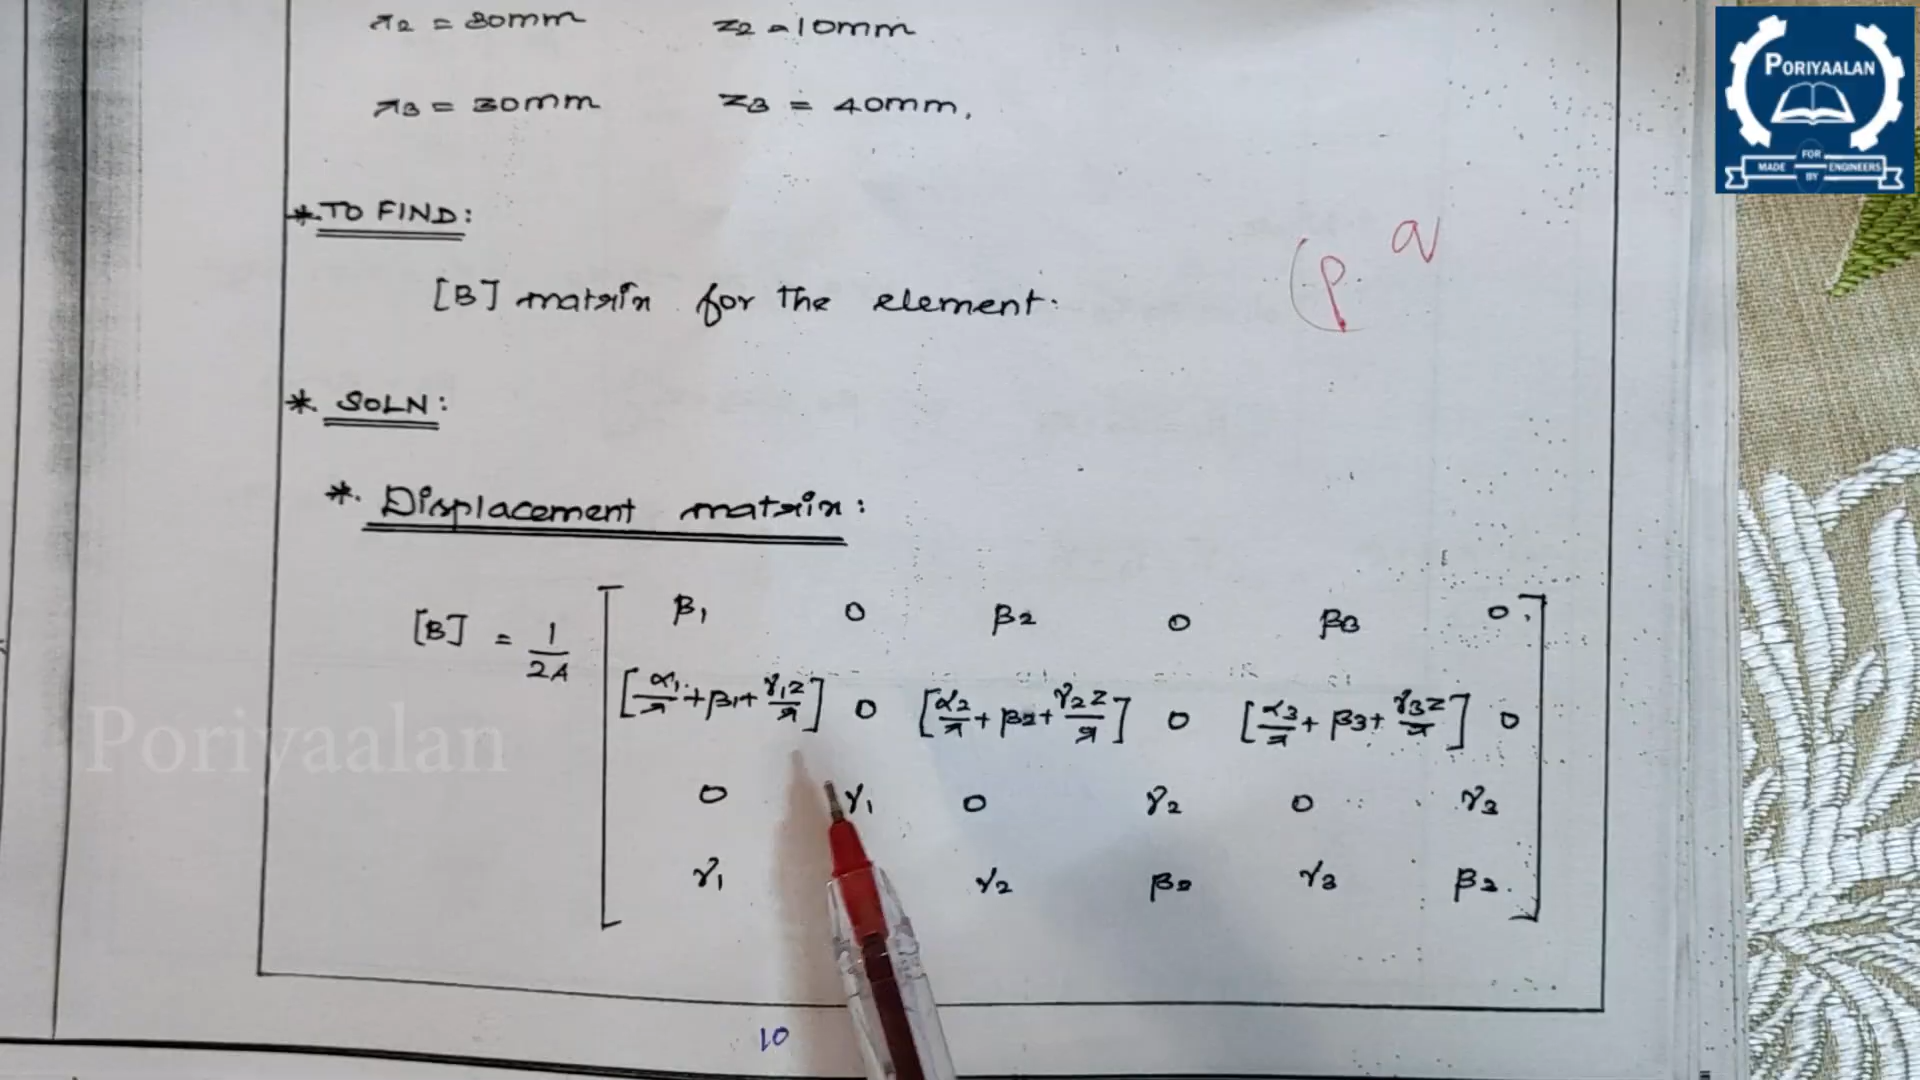 r2 = 30mm z2 = 10mm
r3 = 30mm z3 = 40mm.
PORIYAALAN
MADE FOR BY ENGINEERS
*. TO FIND:
[B] matrix for the element.
*. SOLN:
*. Displacement matrix:
[B] = 1/2A [ β1 0 β2 0 β3 0
[α1/r + β1 + γ1z/r] 0 [α2/r + β2 + γ2z/r] 0 [α3/r + β3 + γ3z/r] 0
0 γ1 0 γ2 0 γ3
γ1 γ2 β2 γ3 β3 ]
Poriyaalan
10